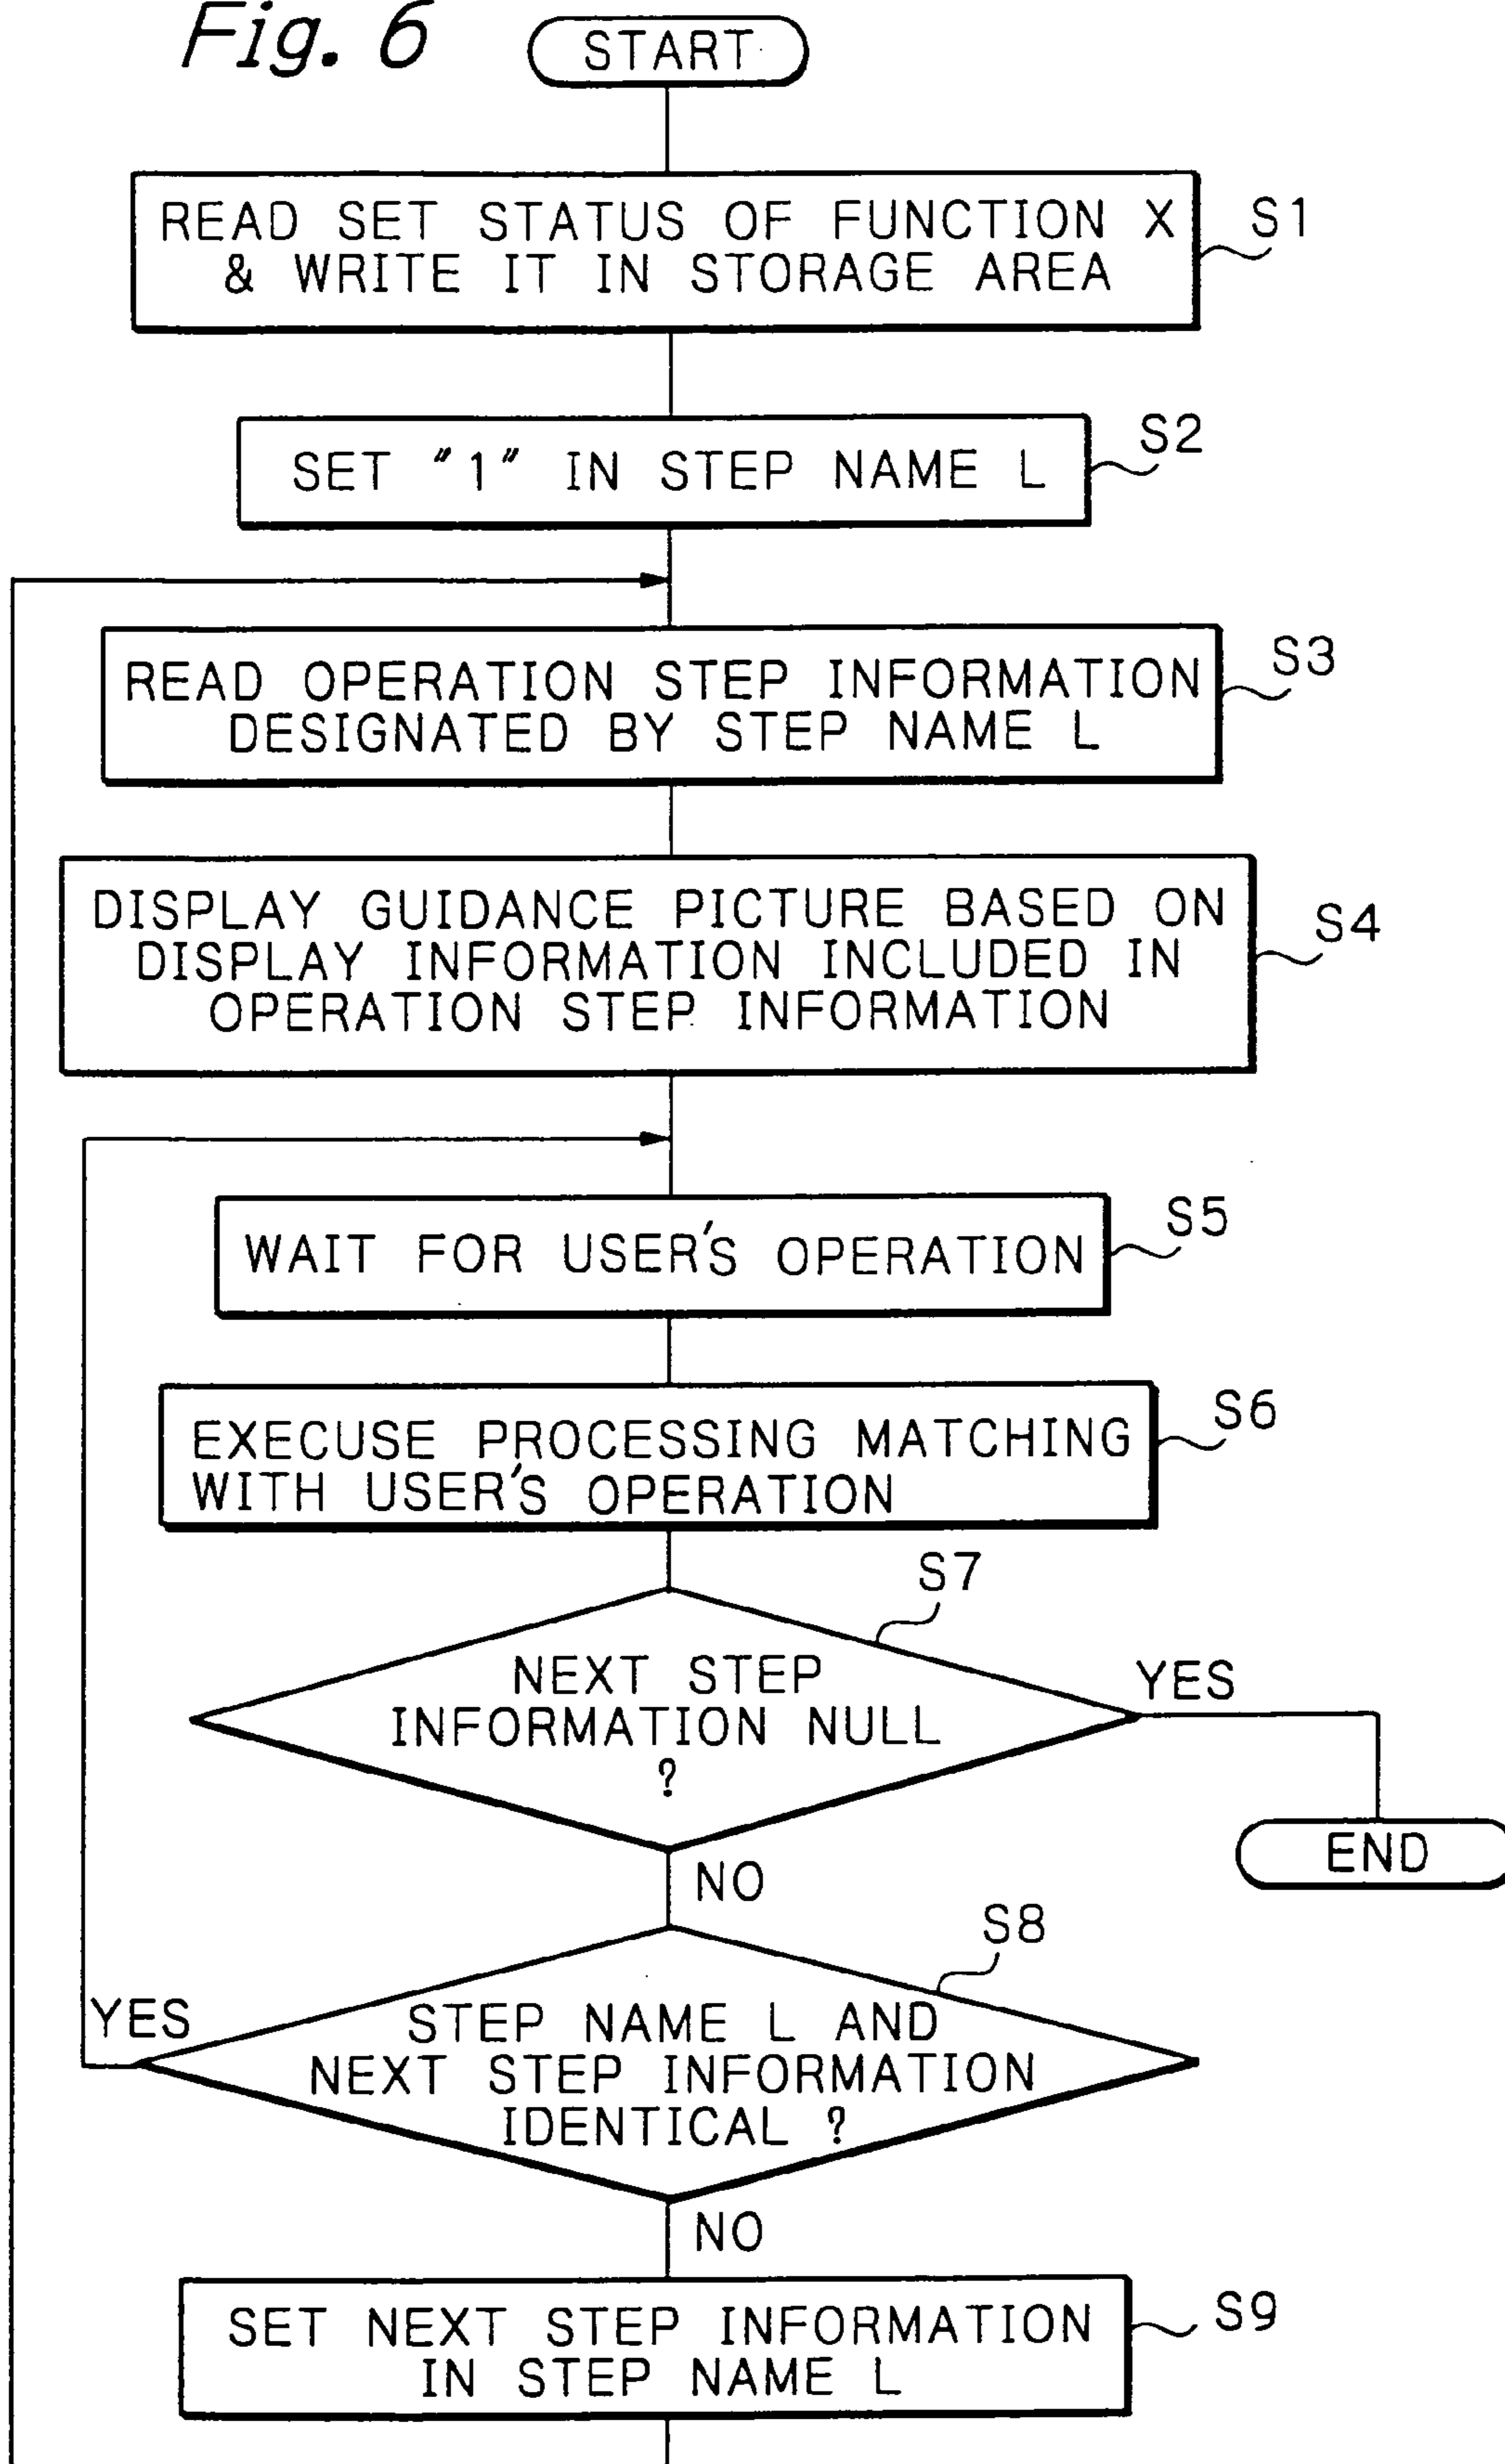 Fig. 6
START
READ SET STATUS OF FUNCTION X
& WRITE IT IN STORAGE AREA
S1
SET "1" IN STEP NAME L
S2
READ OPERATION STEP INFORMATION
DESIGNATED BY STEP NAME L
S3
DISPLAY GUIDANCE PICTURE BASED ON
DISPLAY INFORMATION INCLUDED IN
OPERATION STEP INFORMATION
S4
WAIT FOR USER'S OPERATION
S5
EXECUSE PROCESSING MATCHING
WITH USER'S OPERATION
S6
S7
NEXT STEP
INFORMATION NULL
?
YES
END
NO
S8
YES
STEP NAME L AND
NEXT STEP INFORMATION
IDENTICAL ?
NO
SET NEXT STEP INFORMATION
IN STEP NAME L
S9